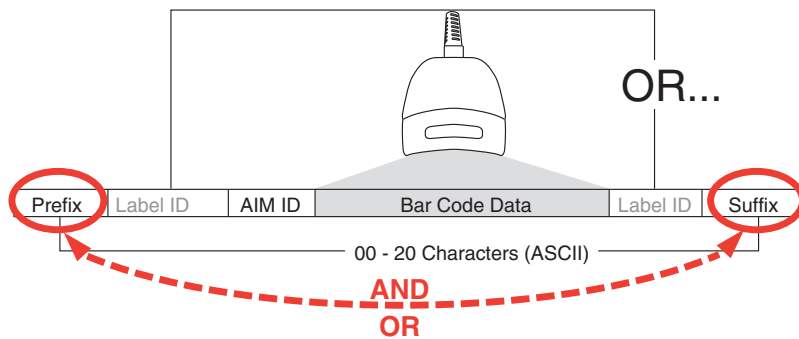 OR...
Prefix Label ID AIM ID Bar Code Data Label ID Suffix
00 - 20 Characters (ASCII)
AND
OR